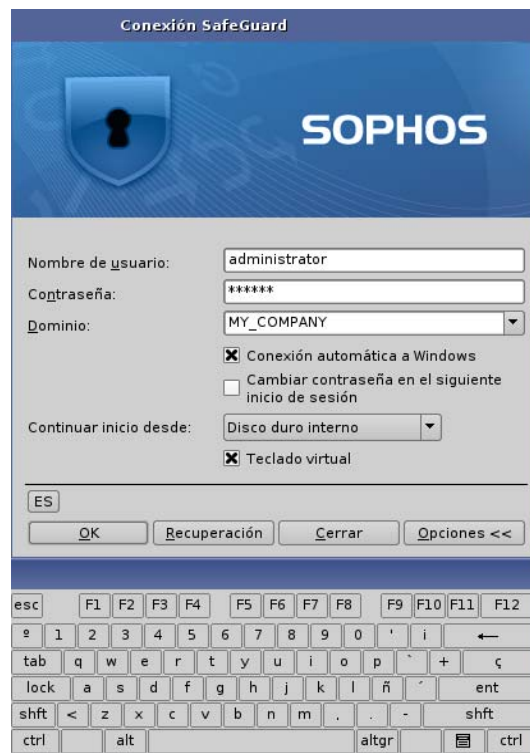 Conexión SafeGuard
SOPHOS
Nombre de usuario: administrator
Contraseña: ******
Dominio: MY_COMPANY
Conexión automática a Windows
Cambiar contraseña en el siguiente
inicio de sesión
Continuar inicio desde: Disco duro interno
Teclado virtual
ES
OK Recuperación Cerrar Opciones <<
esc F1 F2 F3 F4 F5 F6 F7 F8 F9 F10 F11 F12
º 1 2 3 4 5 6 7 8 9 0 ' i ←
tab q w e r t y u i o p ` + ç
lock a s d f g h j k l ñ ´ ent
shft < z x c v b n m , . - shft
ctrl alt altgr ctrl